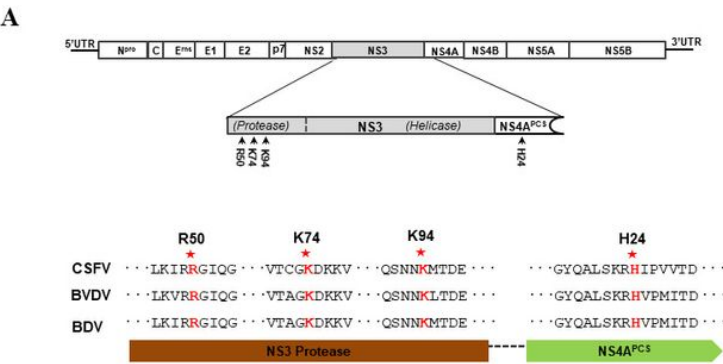 A
5'UTR Nᵖʳᵒ C Eʳⁿˢ E1 E2 p7 NS2 NS3 NS4A NS4B NS5A NS5B 3'UTR
(Protease) NS3 (Helicase) NS4Aᴾᶜˢ
R50 K74 K94 H24
R50 K74 K94 H24
CSFV ···LKIRRGIQG ··· VTCGKDKKV ··· QSNNKMTDE ··· ···GYQALSKRHIPVVTD ···
BVDV ···LKVRRGIQG ··· VTAGKDKKV ··· QSNNKLTDE ··· ···GYQALSKRHVPMITD ···
BDV ···LKIRRGIQG ··· VTAGKDKKV ··· QSNNKMTDE ··· ···GYQALSKRHVPMITD ···
NS3 Protease NS4Aᴾᶜˢ